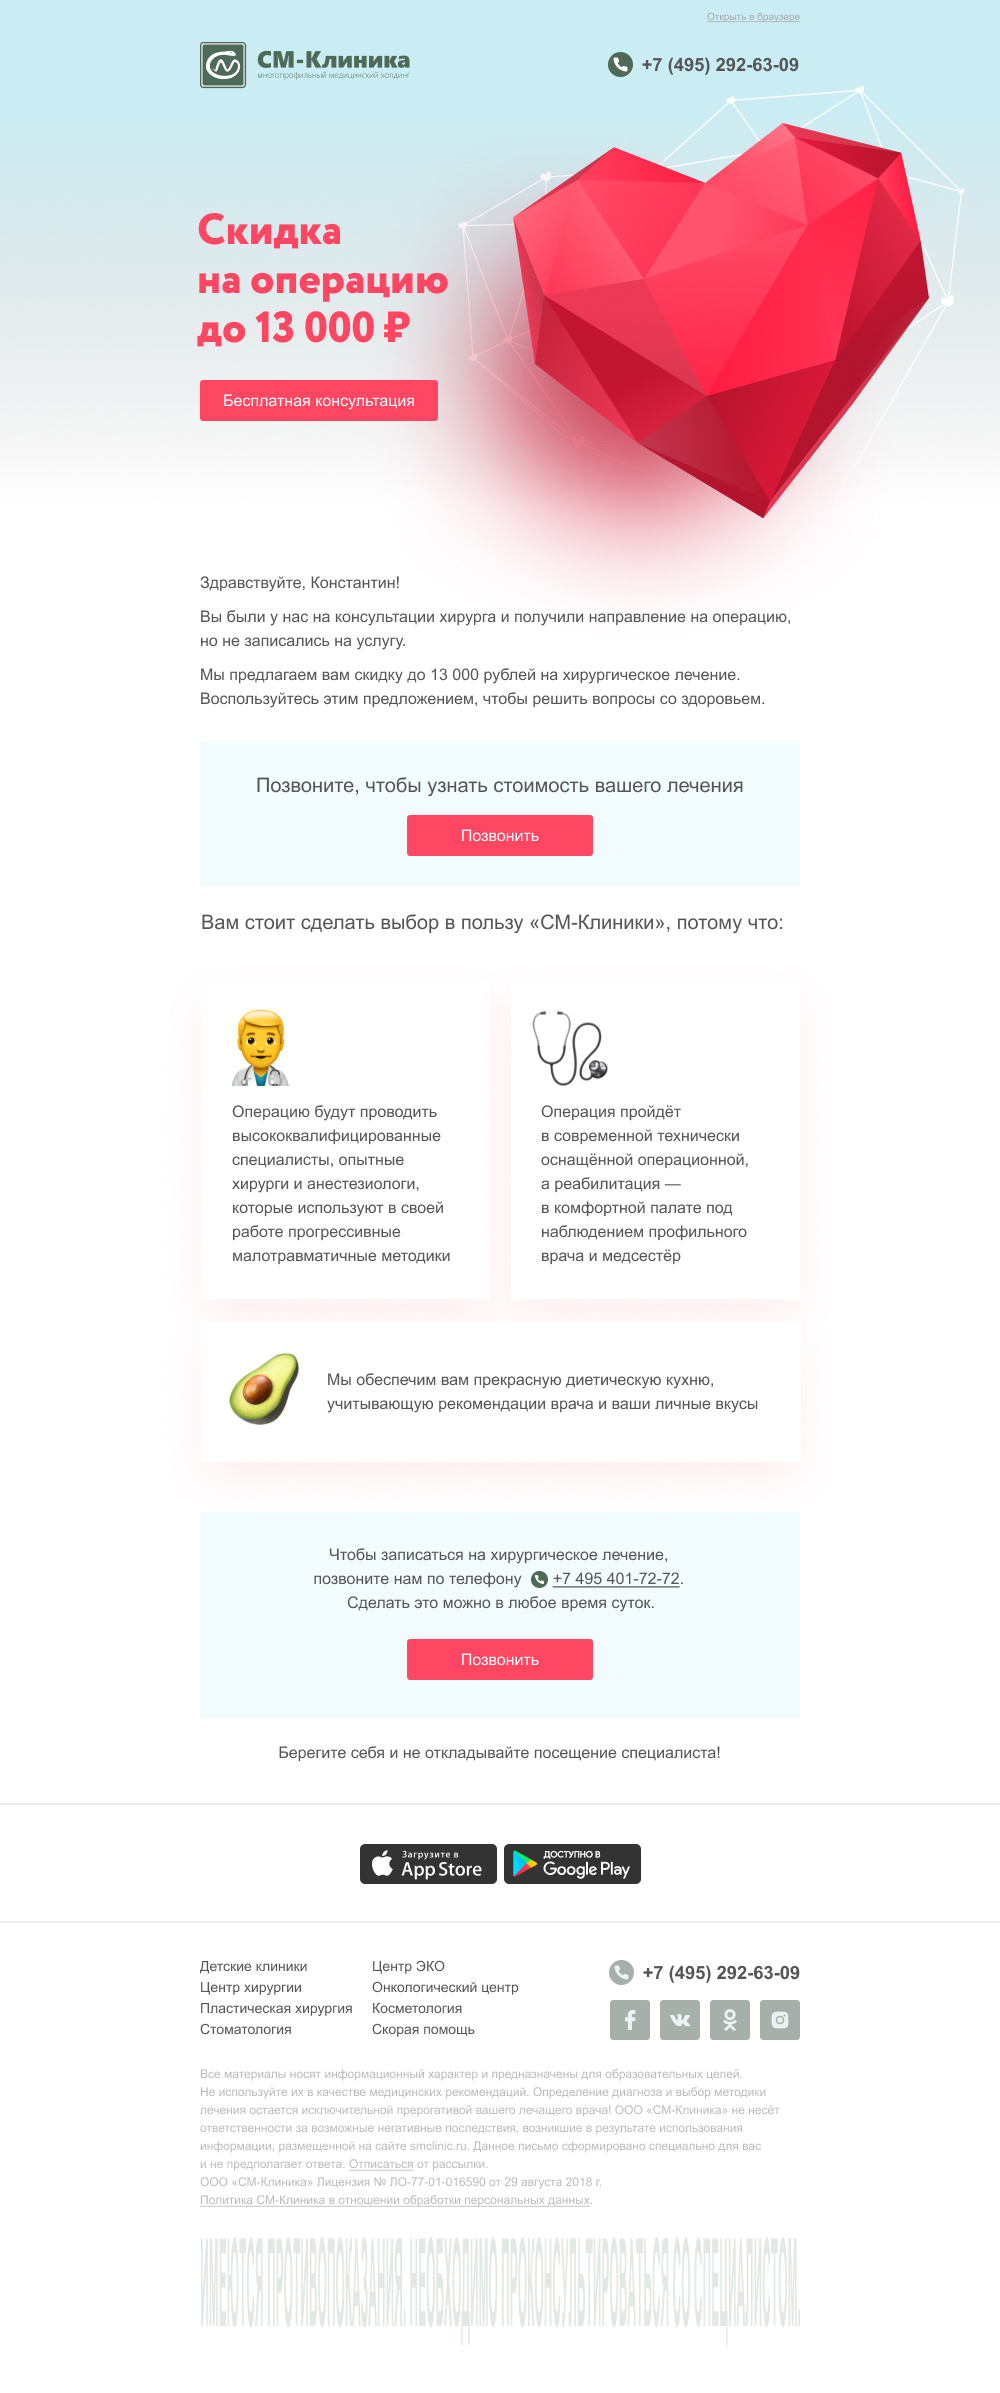 Открыть в браузере
СМ-Клиника
многопрофильный медицинский холдинг
+7 (495) 292-63-09
Скидка
на операцию
до 13 000 ₽
Бесплатная консультация
Здравствуйте, Константин!
Вы были у нас на консультации хирурга и получили направление на операцию,
но не записались на услугу.
Мы предлагаем вам скидку до 13 000 рублей на хирургическое лечение.
Воспользуйтесь этим предложением, чтобы решить вопросы со здоровьем.
Позвоните, чтобы узнать стоимость вашего лечения
Позвонить
Вам стоит сделать выбор в пользу «СМ-Клиники», потому что:
Операцию будут проводить
высококвалифицированные
специалисты, опытные
хирурги и анестезиологи,
которые используют в своей
работе прогрессивные
малотравматичные методики
Операция пройдёт
в современной технически
оснащённой операционной,
а реабилитация —
в комфортной палате под
наблюдением профильного
врача и медсестёр
Мы обеспечим вам прекрасную диетическую кухню,
учитывающую рекомендации врача и ваши личные вкусы
Чтобы записаться на хирургическое лечение,
позвоните нам по телефону +7 495 401-72-72.
Сделать это можно в любое время суток.
Позвонить
Берегите себя и не откладывайте посещение специалиста!
Загрузите в
App Store
ДОСТУПНО В
Google Play
Детские клиники
Центр хирургии
Пластическая хирургия
Стоматология
Центр ЭКО
Онкологический центр
Косметология
Скорая помощь
+7 (495) 292-63-09
Все материалы носят информационный характер и предназначены для образовательных целей.
Не используйте их в качестве медицинских рекомендаций. Определение диагноза и выбор методики
лечения остается исключительной прерогативой вашего лечащего врача! ООО «СМ-Клиника» не несёт
ответственности за возможные негативные последствия, возникшие в результате использования
информации, размещенной на сайте smclinic.ru. Данное письмо сформировано специально для вас
и не предполагает ответа. Отписаться от рассылки.
ООО «СМ-Клиника» Лицензия № ЛО-77-01-016590 от 29 августа 2018 г.
Политика СМ-Клиника в отношении обработки персональных данных.
ИМЕЮТСЯ ПРОТИВОПОКАЗАНИЯ. НЕОБХОДИМО ПРОКОНСУЛЬТИРОВАТЬСЯ СО СПЕЦИАЛИСТОМ.